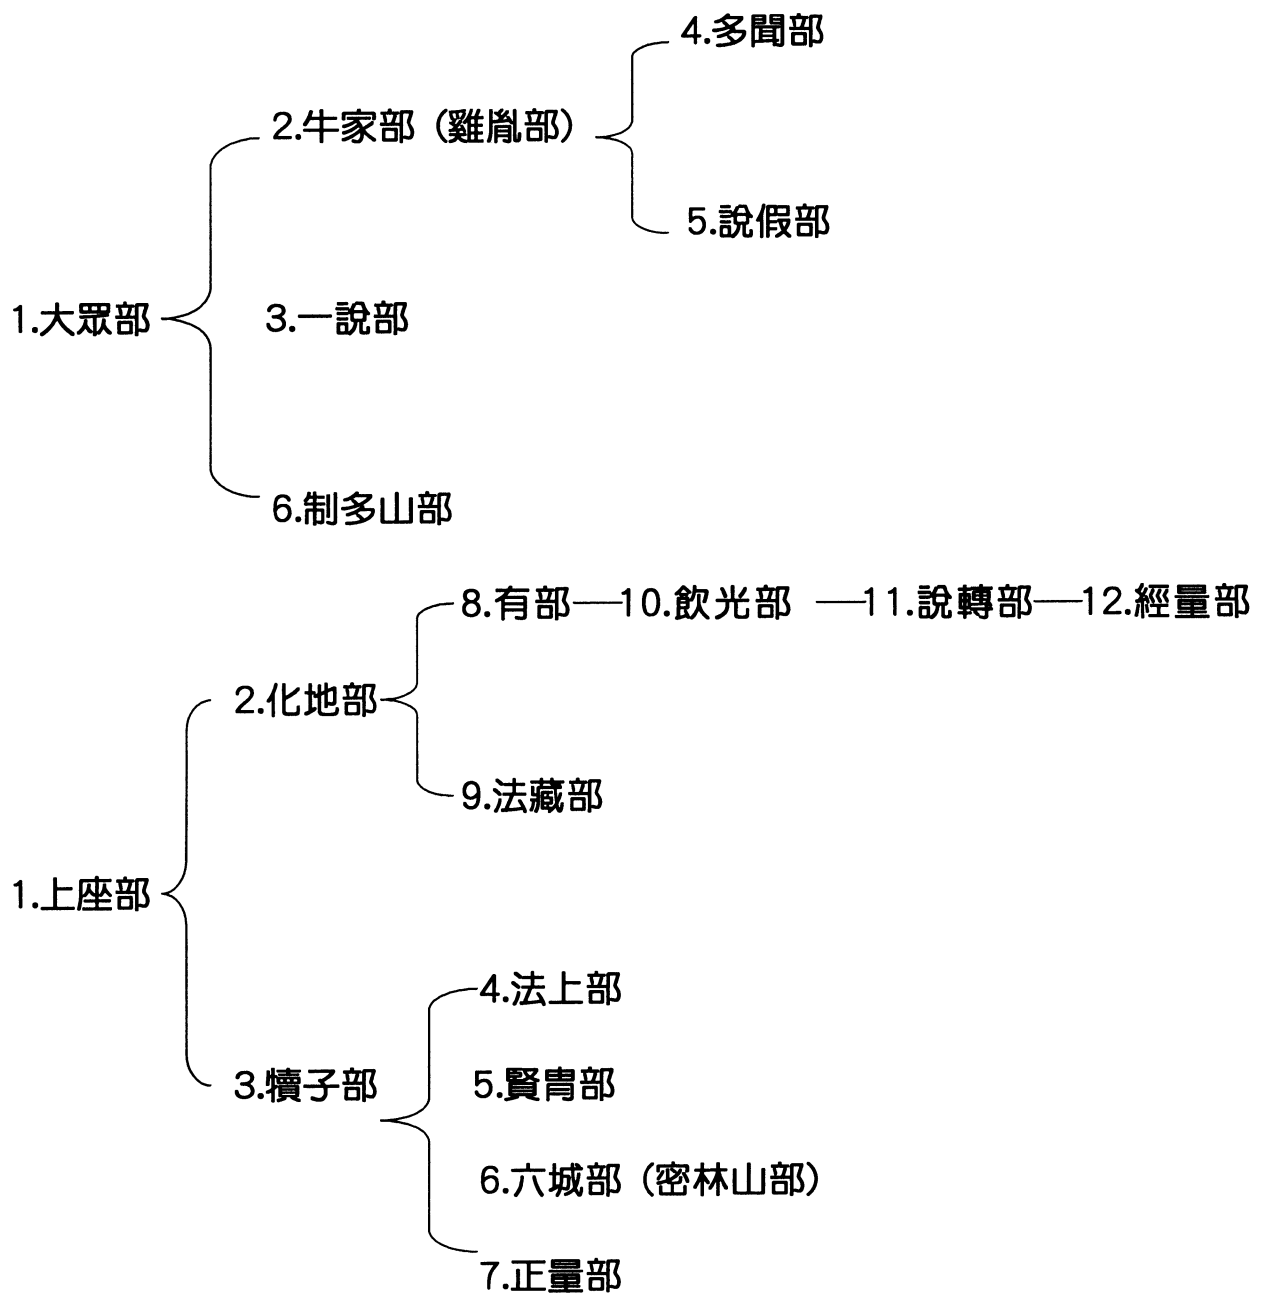 4.多聞部
2.牛家部（雞胤部）
5.說假部
1.大眾部
3.一說部
6.制多山部
8.有部—10.飲光部 —11.說轉部—12.經量部
2.化地部
9.法藏部
1.上座部
4.法上部
3.犢子部
5.賢冑部
6.六城部（密林山部）
7.正量部